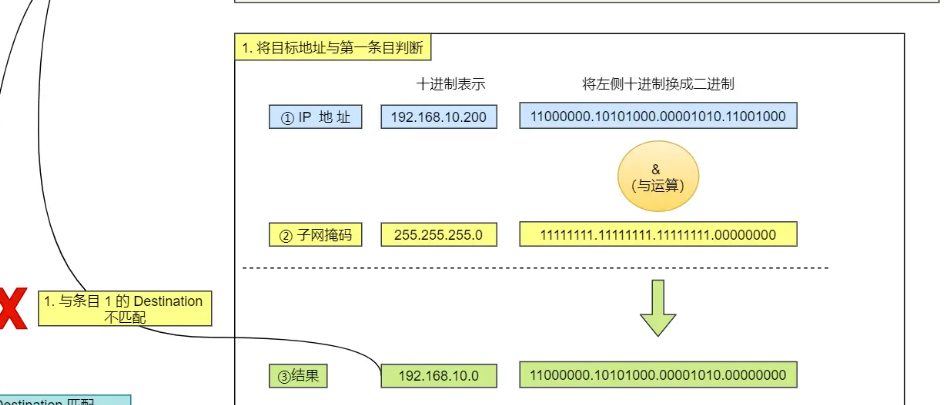 1. 将目标地址与第一条目判断
十进制表示
将左侧十进制换成二进制
① IP 地 址
192.168.10.200
11000000.10101000.00001010.11001000
&
(与运算)
② 子网掩码
255.255.255.0
11111111.11111111.11111111.00000000
1. 与条目 1 的 Destination
不匹配
③结果
192.168.10.0
11000000.10101000.00001010.00000000
Destination 匹配